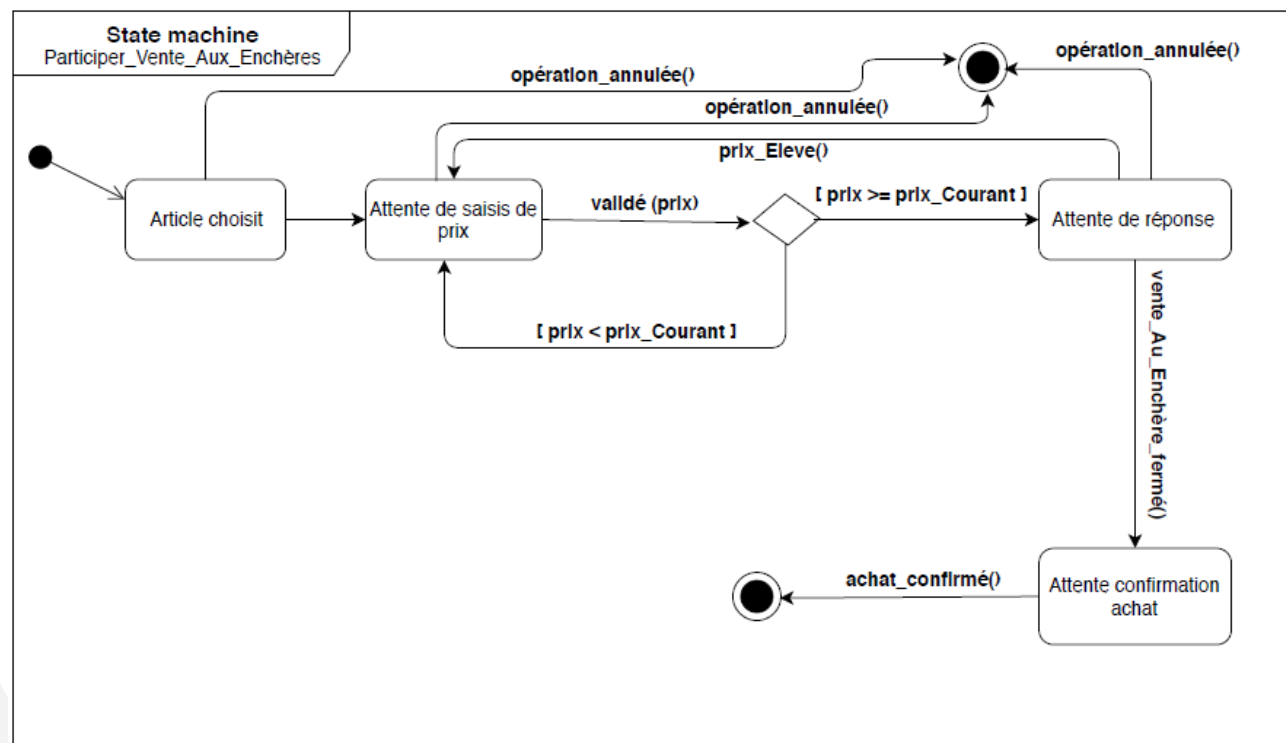 State machine
Participer_Vente_Aux_Enchères
opération_annulée()
opération_annulée()
opération_annulée()
prix_Eleve()
Article choisit
Attente de saisis de
prix
validé (prix)
[ prix >= prix_Courant ]
Attente de réponse
[ prix < prix_Courant ]
vente_Au_Enchère_fermé()
achat_confirmé()
Attente confirmation
achat